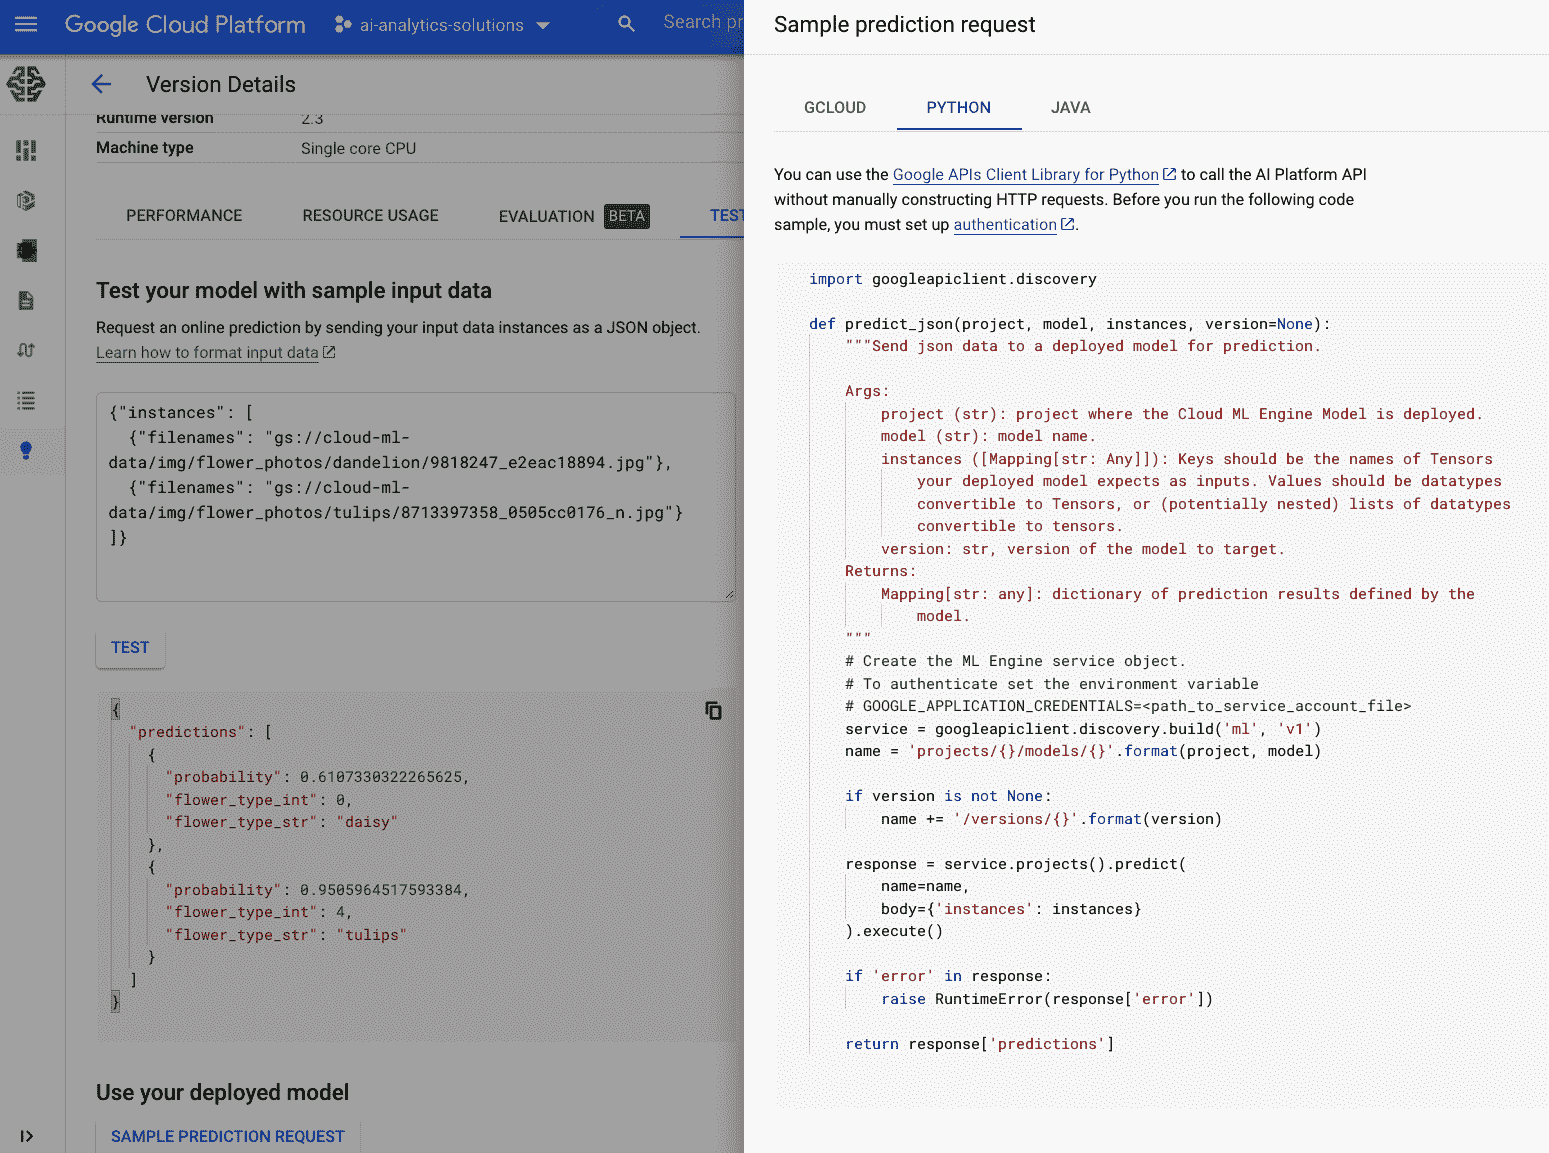 Google Cloud Platform
ai-analytics-solutions
Search pr
Version Details
Runtime version 2.3
Machine type Single core CPU
PERFORMANCE RESOURCE USAGE EVALUATION BETA TEST
Test your model with sample input data
Request an online prediction by sending your input data instances as a JSON object.
Learn how to format input data
{"instances": [
{"filenames": "gs://cloud-ml-
data/img/flower_photos/dandelion/9818247_e2eac18894.jpg"},
{"filenames": "gs://cloud-ml-
data/img/flower_photos/tulips/8713397358_0505cc0176_n.jpg"}
]}
TEST
{
"predictions": [
{
"probability": 0.6107330322265625,
"flower_type_int": 0,
"flower_type_str": "daisy"
},
{
"probability": 0.9505964517593384,
"flower_type_int": 4,
"flower_type_str": "tulips"
}
]
}
Use your deployed model
SAMPLE PREDICTION REQUEST
Sample prediction request
GCLOUD PYTHON JAVA
You can use the Google APIs Client Library for Python to call the AI Platform API
without manually constructing HTTP requests. Before you run the following code
sample, you must set up authentication.
import googleapiclient.discovery
def predict_json(project, model, instances, version=None):
"""Send json data to a deployed model for prediction.
Args:
project (str): project where the Cloud ML Engine Model is deployed.
model (str): model name.
instances ([Mapping[str: Any]]): Keys should be the names of Tensors
your deployed model expects as inputs. Values should be datatypes
convertible to Tensors, or (potentially nested) lists of datatypes
convertible to tensors.
version: str, version of the model to target.
Returns:
Mapping[str: any]: dictionary of prediction results defined by the
model.
"""
# Create the ML Engine service object.
# To authenticate set the environment variable
# GOOGLE_APPLICATION_CREDENTIALS=<path_to_service_account_file>
service = googleapiclient.discovery.build('ml', 'v1')
name = 'projects/{}/models/{}'.format(project, model)
if version is not None:
name += '/versions/{}'.format(version)
response = service.projects().predict(
name=name,
body={'instances': instances}
).execute()
if 'error' in response:
raise RuntimeError(response['error'])
return response['predictions']